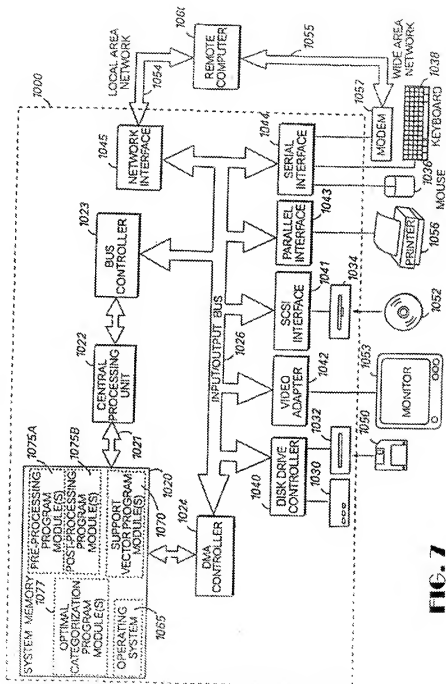 1000
SYSTEM MEMORY
1077
1075A
PRE-PROCESSING
PROGRAM
MODULE(S)
1075B
POST-PROCESSING
PROGRAM
MODULE(S)
OPTIMAL
CATEGORIZATION
PROGRAM
MODULE(S)
SUPPORT
VECTOR PROGRAM
MODULE(S)
OPERATING
SYSTEM
1065
1070
1020
1021
1022
CENTRAL
PROCESSING
UNIT
1023
BUS
CONTROLLER
1045
NETWORK
INTERFACE
LOCAL AREA
NETWORK
1054
1060
REMOTE
COMPUTER
1055
1024
DMA
CONTROLLER
INPUT/OUTPUT BUS
1026
1040
DISK DRIVE
CONTROLLER
1042
VIDEO
ADAPTER
1041
SCSI
INTERFACE
1043
PARALLEL
INTERFACE
1044
SERIAL
INTERFACE
1057
MODEM
WIDE AREA
NETWORK
1030
1032
1034
1036
MOUSE
1038
KEYBOARD
1050
1053
MONITOR
1052
PRINTER
1056
FIG. 7